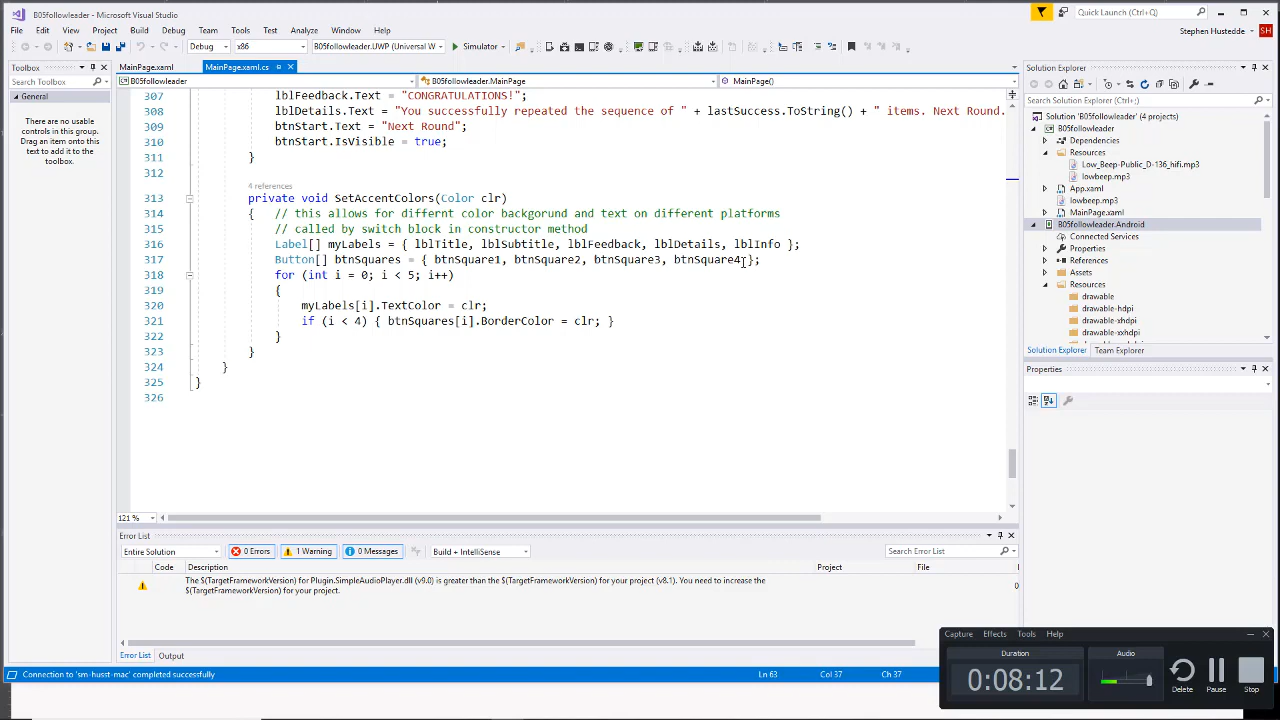 B05followleader - Microsoft Visual Studio
Quick Launch (Ctrl+Q)
File Edit View Project Build Debug Team Tools Test Analyze Window Help
Stephen Hustedde SH
Debug x86 B05followleader.UWP (Universal W Simulator
Toolbox
Search Toolbox
General
There are no usable
controls in this group.
Drag an item onto this
text to add it to the
toolbox.
MainPage.xaml MainPage.xaml.cs
B05followleader B05followleader.MainPage MainPage()
307 lblFeedback.Text = "CONGRATULATIONS!";
308 lblDetails.Text = "You successfully repeated the sequence of " + lastSuccess.ToString() + " items. Next Round.
309 btnStart.Text = "Next Round";
310 btnStart.IsVisible = true;
311 }
312
4 references
313 private void SetAccentColors(Color clr)
314 { // this allows for differnt color backgorund and text on different platforms
315 // called by switch block in constructor method
316 Label[] myLabels = { lblTitle, lblSubtitle, lblFeedback, lblDetails, lblInfo };
317 Button[] btnSquares = { btnSquare1, btnSquare2, btnSquare3, btnSquare4};
318 for (int i = 0; i < 5; i++)
319 {
320 myLabels[i].TextColor = clr;
321 if (i < 4) { btnSquares[i].BorderColor = clr; }
322 }
323 }
324 }
325 }
326
121 %
Error List
Entire Solution 0 Errors 1 Warning 0 Messages Build + IntelliSense Search Error List
Code Description Project File
The $(TargetFrameworkVersion) for Plugin.SimpleAudioPlayer.dll (v9.0) is greater than the $(TargetFrameworkVersion) for your project (v8.1). You need to increase the
$(TargetFrameworkVersion) for your project. 0
Error List Output
Connection to 'sm-husst-mac' completed successfully Ln 63 Col 37 Ch 37
Solution Explorer
Search Solution Explorer (Ctrl+;)
Solution 'B05followleader' (4 projects)
B05followleader
Dependencies
Resources
Low_Beep-Public_D-136_hifi.mp3
lowbeep.mp3
App.xaml
lowbeep.mp3
MainPage.xaml
B05followleader.Android
Connected Services
Properties
References
Assets
Resources
drawable
drawable-hdpi
drawable-xhdpi
drawable-xxhdpi
Solution Explorer Team Explorer
Properties
Capture Effects Tools Help
Duration Audio
0:08:12
Delete Pause Stop